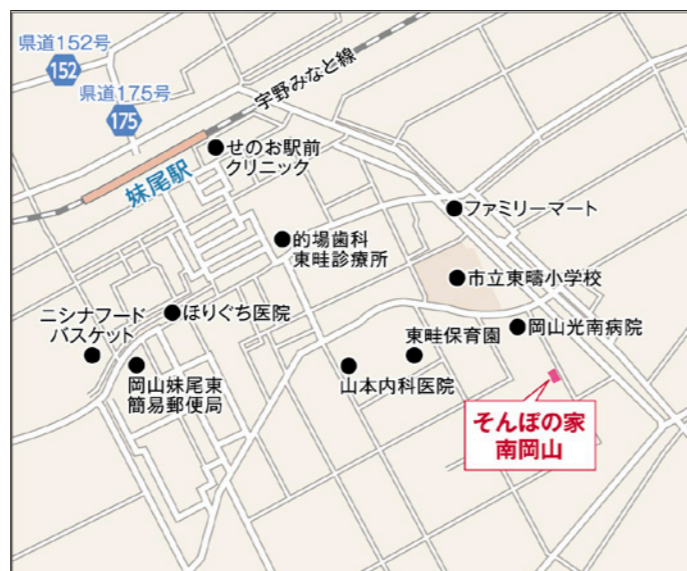 県道152号
152
県道175号
175
宇野みなと線
妹尾駅
せのお駅前
クリニック
ファミリーマート
的場歯科
東畦診療所
市立東疇小学校
ニシナフード
バスケット
ほりぐち医院
岡山光南病院
東畦保育園
岡山妹尾東
簡易郵便局
山本内科医院
そんぽの家
南岡山